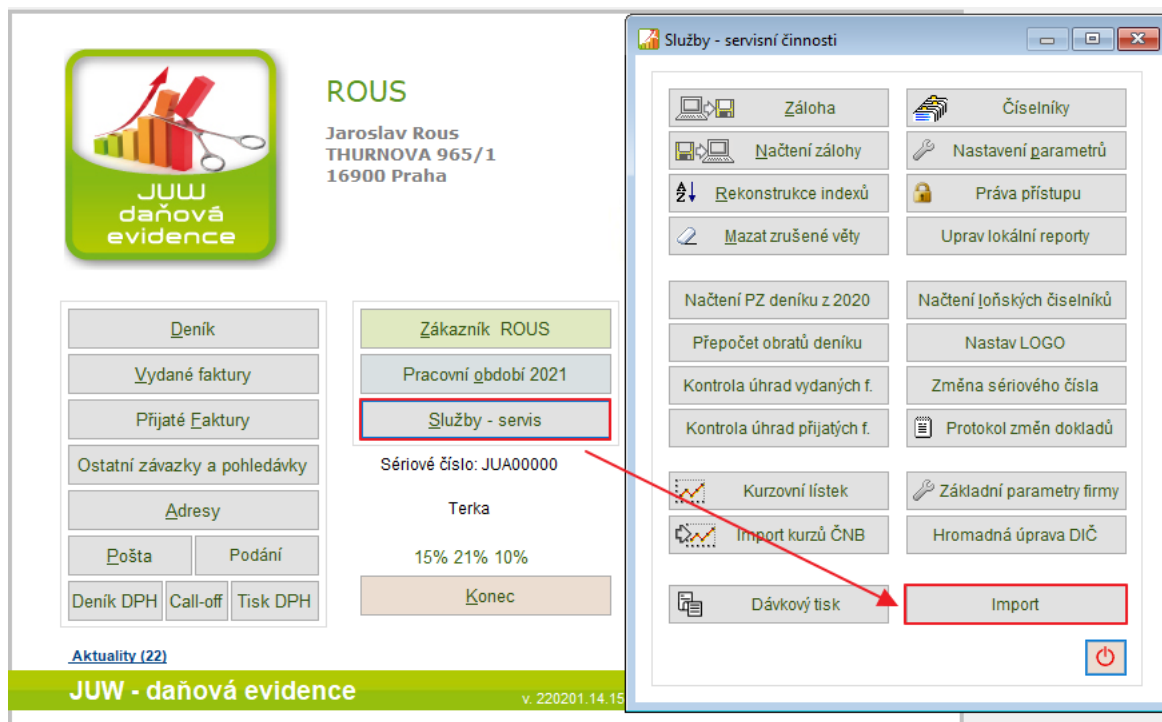 JUW
daňová
evidence
ROUS
Jaroslav Rous
THURNOVA 965/1
16900 Praha
Deník
Vydané faktury
Přijaté Faktury
Ostatní závazky a pohledávky
Adresy
Pošta Podání
Deník DPH Call-off Tisk DPH
Aktuality (22)
Zákazník ROUS
Pracovní období 2021
Služby - servis
Sériové číslo: JUA00000
Terka
15% 21% 10%
Konec
JUW - daňová evidence
v. 220201.14.15
Služby - servisní činnosti
Záloha Číselníky
Načtení zálohy Nastavení parametrů
Rekonstrukce indexů Práva přístupu
Mazat zrušené věty Uprav lokální reporty
Načtení PZ deníku z 2020 Načtení loňských čiselníků
Přepočet obratů deníku Nastav LOGO
Kontrola úhrad vydaných f. Změna sériového čísla
Kontrola úhrad přijatých f. Protokol změn dokladů
Kurzovní lístek Základní parametry firmy
Import kurzů ČNB Hromadná úprava DIČ
Dávkový tisk Import